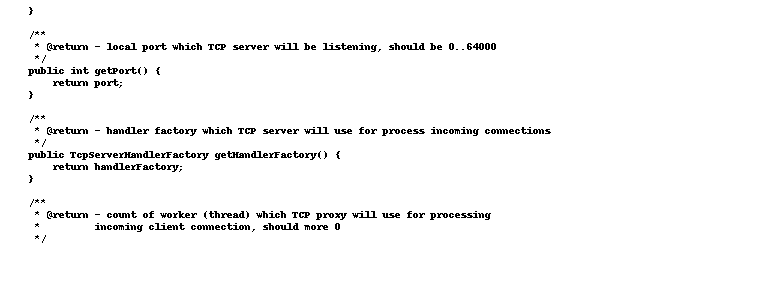 }
/**
 * @return - local port which TCP server will be listening, should be 0..64000
 */
public int getPort() {
    return port;
}
/**
 * @return - handler factory which TCP server will use for process incoming connections
 */
public TcpServerHandlerFactory getHandlerFactory() {
    return handlerFactory;
}
/**
 * @return - count of worker (thread) which TCP proxy will use for processing
 *         incoming client connection, should more 0
 */